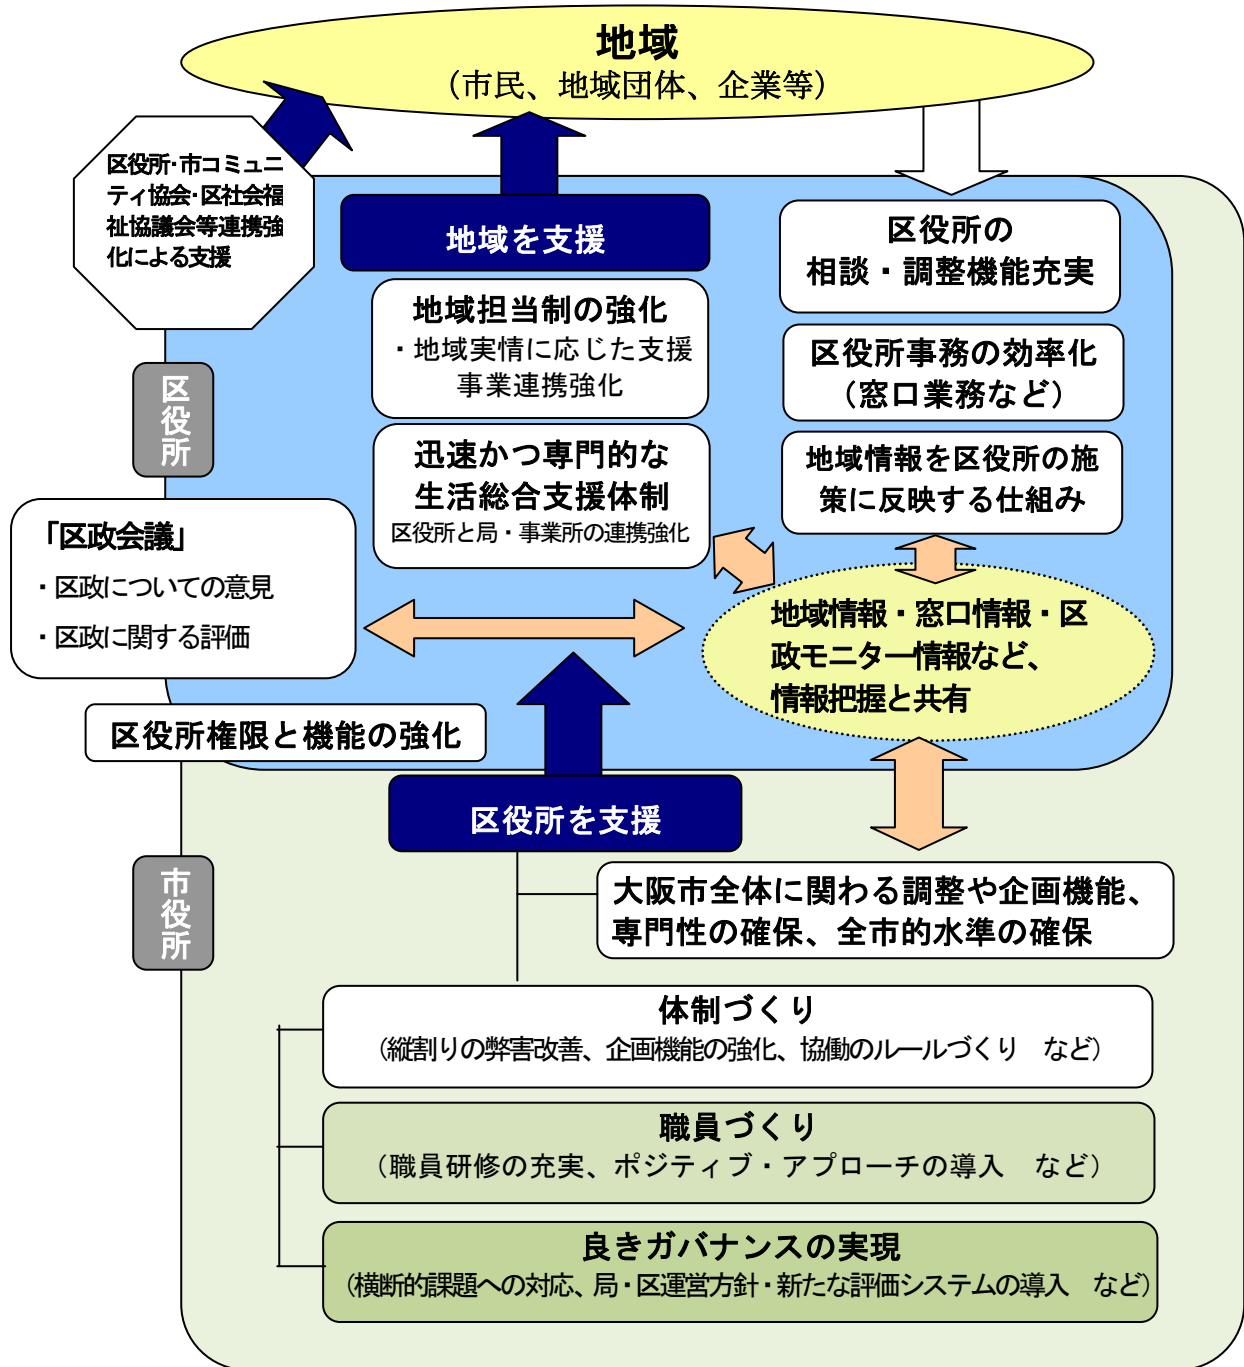 地域
（市民、地域団体、企業等）
区役所・市コミュニ
ティ協会・区社会福
祉協議会等連携強
化による支援
地域を支援
地域担当制の強化
・地域実情に応じた支援
事業連携強化
迅速かつ専門的な
生活総合支援体制
区役所と局・事業所の連携強化
区役所の
相談・調整機能充実
区役所事務の効率化
（窓口業務など）
地域情報を区役所の施
策に反映する仕組み
区役所
「区政会議」
・区政についての意見
・区政に関する評価
地域情報・窓口情報・区
政モニター情報など、
情報把握と共有
区役所権限と機能の強化
区役所を支援
市役所
大阪市全体に関わる調整や企画機能、
専門性の確保、全市的水準の確保
体制づくり
（縦割りの弊害改善、企画機能の強化、協働のルールづくり　など）
職員づくり
（職員研修の充実、ポジティブ・アプローチの導入　など）
良きガバナンスの実現
（横断的課題への対応、局・区運営方針・新たな評価システムの導入　など）